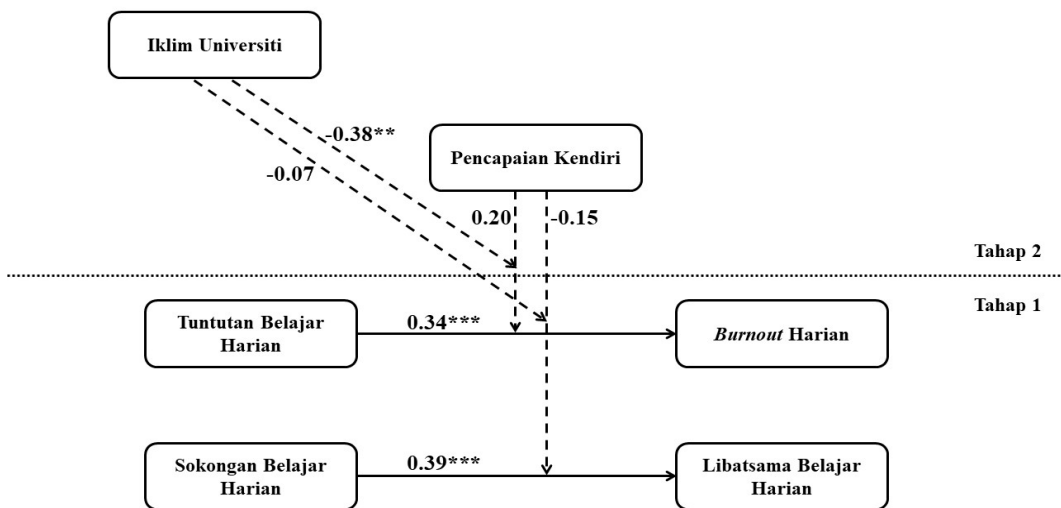 Iklim Universiti
-0.38**
-0.07
Pencapaian Kendiri
0.20
-0.15
Tahap 2
Tahap 1
Tuntutan Belajar
Harian
0.34***
Burnout Harian
Sokongan Belajar
Harian
0.39***
Libatsama Belajar
Harian